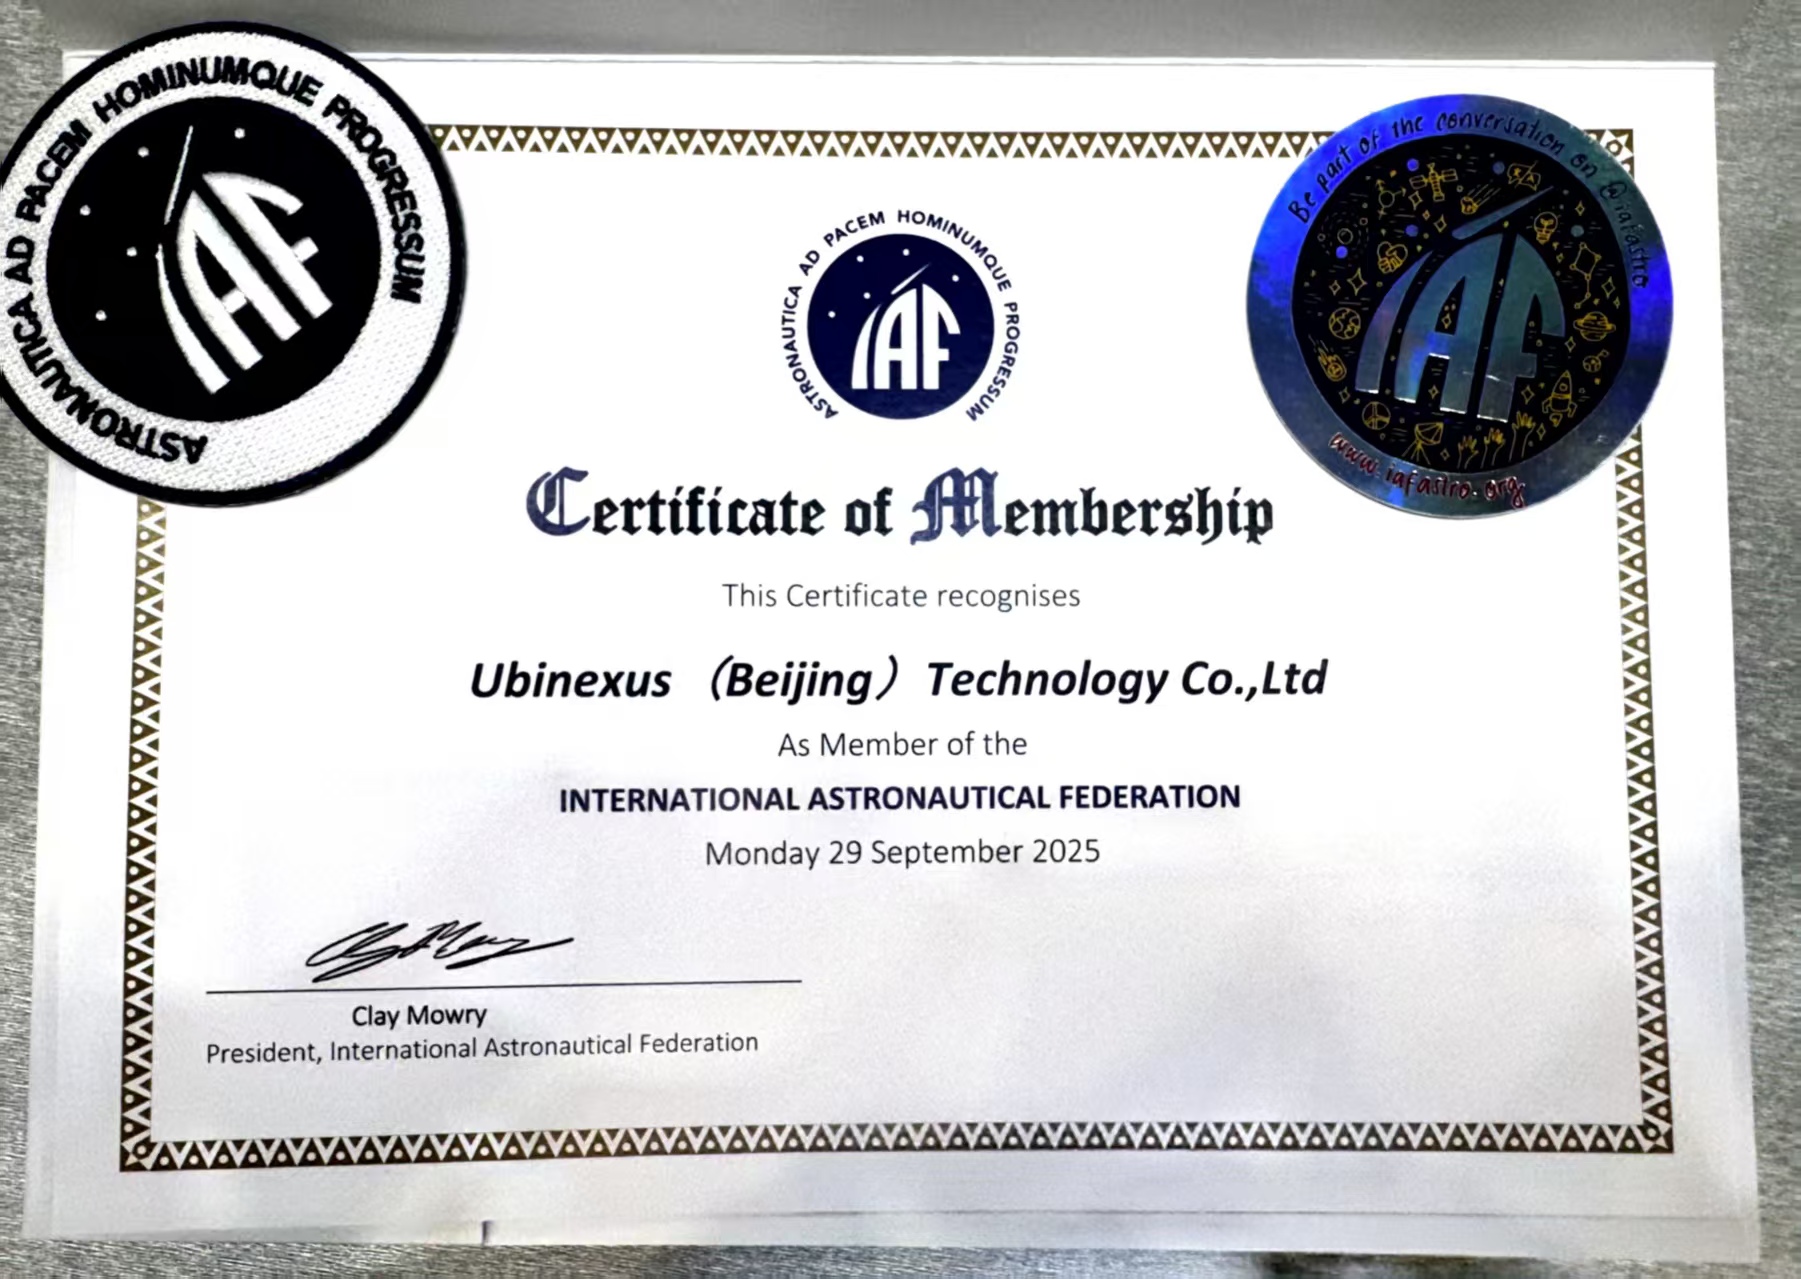 ASTRONAUTICA AD PACEM HOMINUMQUE PROGRESSUM
IAF
Be part of the conversation on @iafastro
IAF
www.iafastro.org
ASTRONAUTICA AD PACEM HOMINUMQUE PROGRESSUM
IAF
Certificate of Membership
This Certificate recognises
Ubinexus （Beijing）Technology Co.,Ltd
As Member of the
INTERNATIONAL ASTRONAUTICAL FEDERATION
Monday 29 September 2025
Clay Mowry
President, International Astronautical Federation